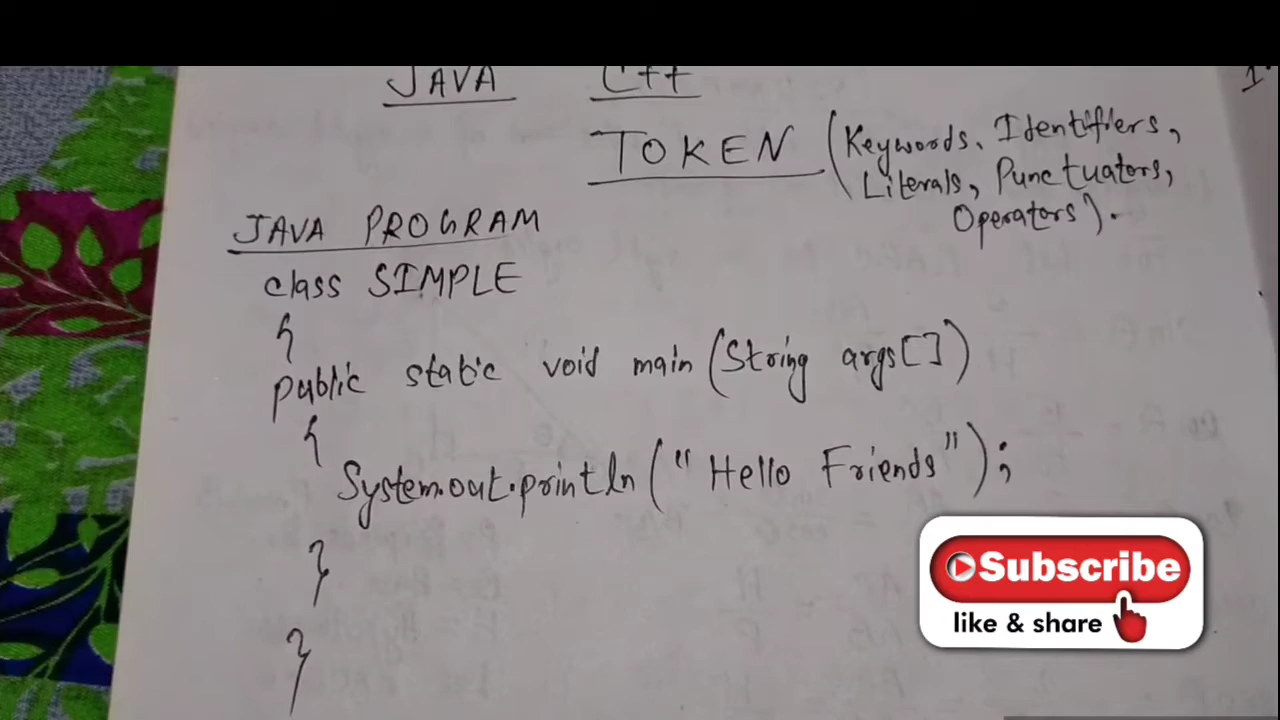 JAVA C++
TOKEN (Keywords, Identifiers,
Literals, Punctuators,
Operators).
JAVA PROGRAM
class SIMPLE
{
public static void main (String args[])
{
System.out.println (" Hello Friends");
}
}
Subscribe
like & share